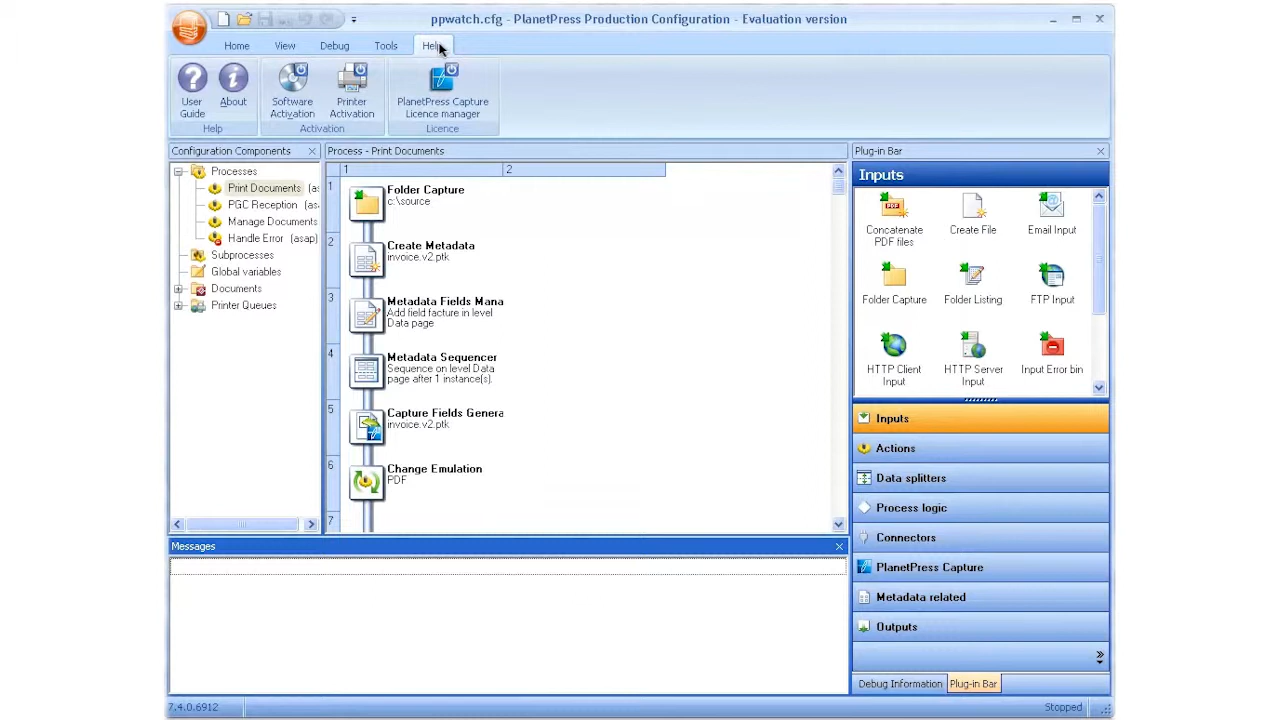 ppwatch.cfg - PlanetPress Production Configuration - Evaluation version
Home View Debug Tools Help
User Guide
About
Software Activation
Printer Activation
PlanetPress Capture Licence manager
Help
Activation
Licence
Configuration Components
Processes
Print Documents (as
PGC Reception (as
Manage Documents
Handle Error (asap)
Subprocesses
Global variables
Documents
Printer Queues
Process - Print Documents
1 2
1
Folder Capture
c:\source
2
Create Metadata
invoice.v2.ptk
3
Metadata Fields Mana
Add field facture in level
Data page
4
Metadata Sequencer
Sequence on level Data
page after 1 instance(s).
5
Capture Fields Genera
invoice.v2.ptk
6
Change Emulation
PDF
7
Plug-in Bar
Inputs
Concatenate PDF files
Create File
Email Input
Folder Capture
Folder Listing
FTP Input
HTTP Client Input
HTTP Server Input
Input Error bin
Inputs
Actions
Data splitters
Process logic
Connectors
PlanetPress Capture
Metadata related
Outputs
Debug Information
Plug-in Bar
Messages
7.4.0.6912
Stopped